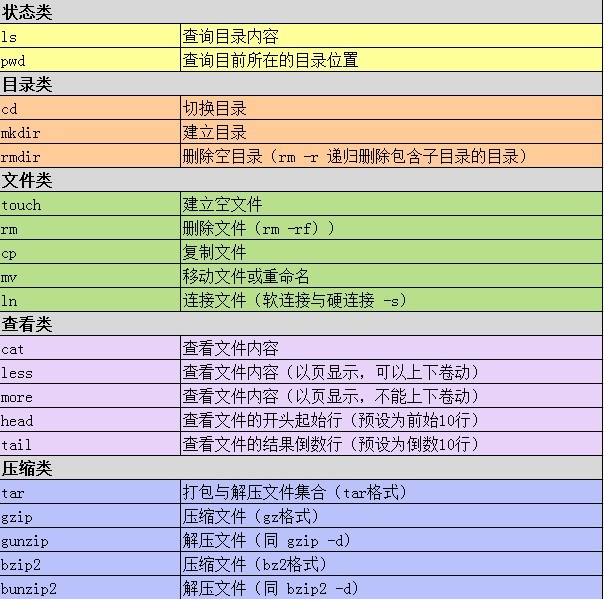 状态类
ls 查询目录内容
pwd 查询目前所在的目录位置
目录类
cd 切换目录
mkdir 建立目录
rmdir 删除空目录（rm -r 递归删除包含子目录的目录）
文件类
touch 建立空文件
rm 删除文件（rm -rf））
cp 复制文件
mv 移动文件或重命名
ln 连接文件（软连接与硬连接 -s）
查看类
cat 查看文件内容
less 查看文件内容（以页显示，可以上下卷动）
more 查看文件内容（以页显示，不能上下卷动）
head 查看文件的开头起始行（预设为前始10行）
tail 查看文件的结果倒数行（预设为倒数10行）
压缩类
tar 打包与解压文件集合（tar格式）
gzip 压缩文件（gz格式）
gunzip 解压文件（同 gzip -d）
bzip2 压缩文件（bz2格式）
bunzip2 解压文件（同 bzip2 -d）